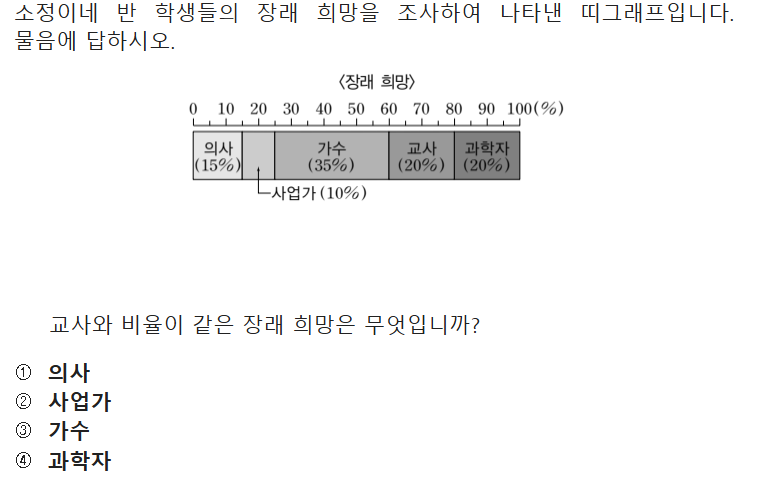 소정이네 반 학생들의 장래 희망을 조사하여 나타낸 띠그래프입니다.
물음에 답하시오.
〈장래 희망〉
0 10 20 30 40 50 60 70 80 90 100(%)
의사 가수 교사 과학자
(15%) (35%) (20%) (20%)
사업가(10%)
교사와 비율이 같은 장래 희망은 무엇입니까?
① 의사
② 사업가
③ 가수
④ 과학자